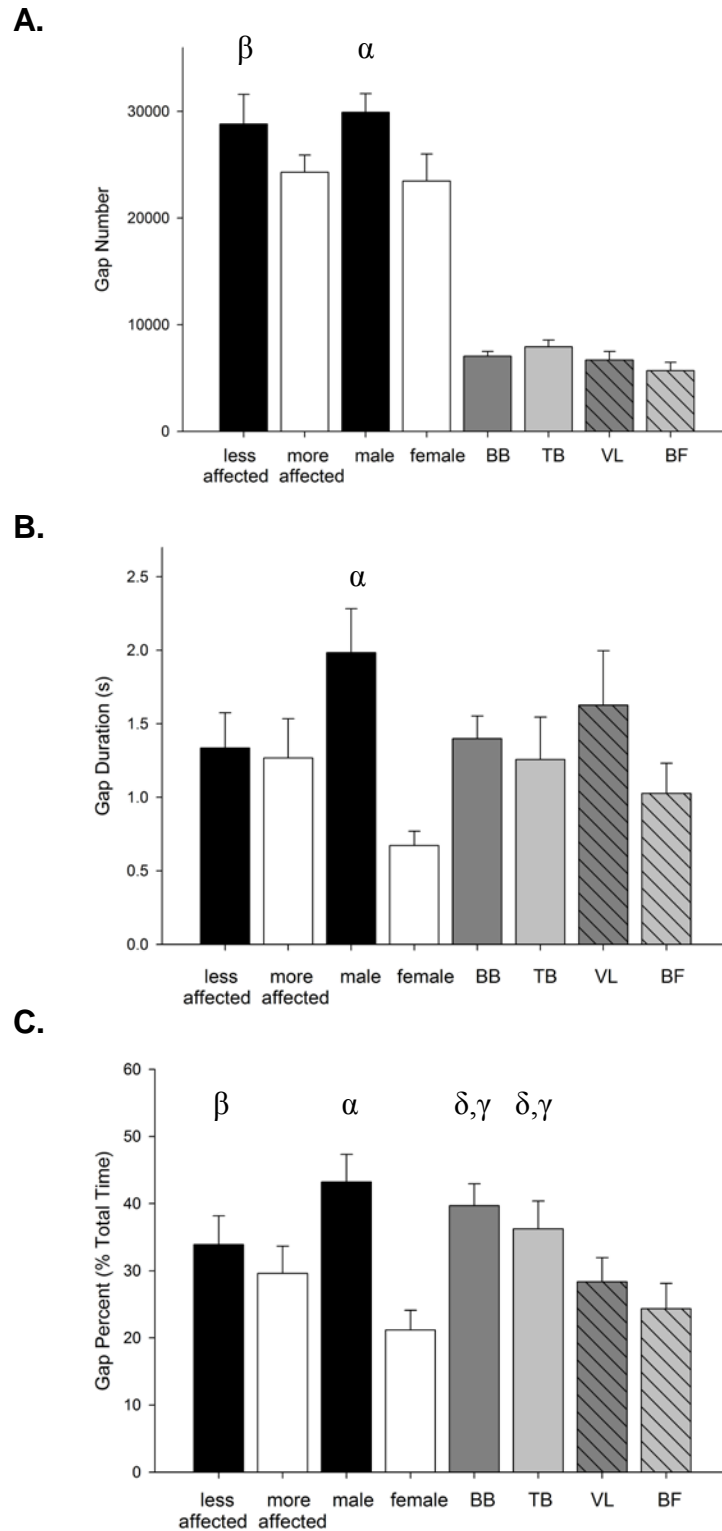 A.
β α
30000
20000
10000
0
Gap Number
less affected more affected male female BB TB VL BF
B.
α
2.5
2.0
1.5
1.0
0.5
0.0
Gap Duration (s)
less affected more affected male female BB TB VL BF
C.
β α δ,γ δ,γ
60
50
40
30
20
10
0
Gap Percent (% Total Time)
less affected more affected male female BB TB VL BF